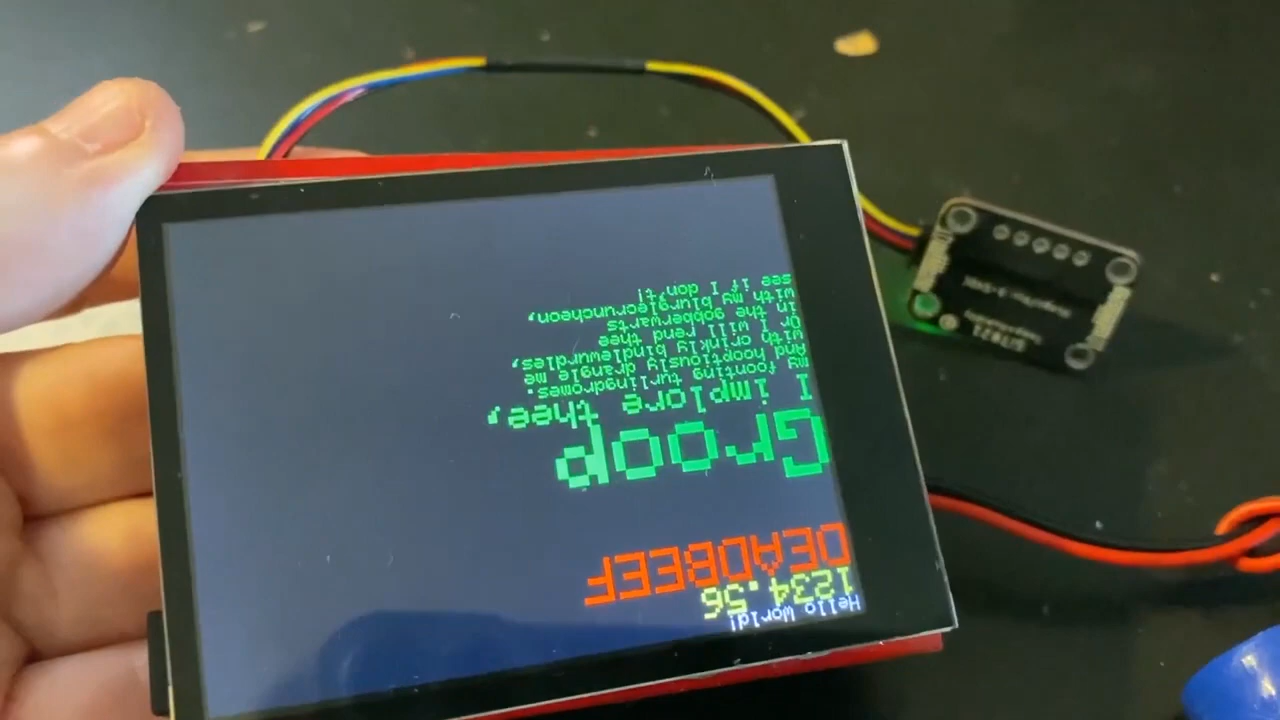 Hello World!
1234.56
DEADBEEF
Groop
I implore thee,
my foonting turlingdromes.
And hooptiously drangle me
with crinkly bindlewurdles,
Or I will rend thee
in the gobberwarts
with my blurglecruncheon,
see if I don't!